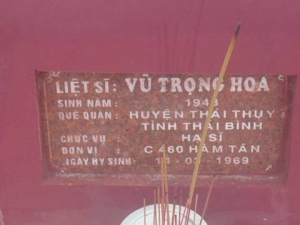 LIỆT SĨ: VŨ TRỌNG HOA
SINH NĂM : 1948
QUÊ QUÁN: HUYỆN THÁI THỤY
TỈNH THÁI BÌNH
CHỨC VỤ : HẠ SĨ
ĐƠN VỊ : C 460 HÀM TÂN
NGÀY HY SINH: 1969